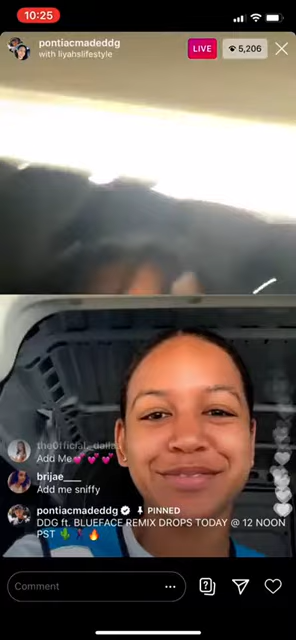 10:25
pontiacmadeddg
with liyahslifestyle
LIVE
5,206
the0fficial_dallas
Add Me💕💕💕
brijae___
Add me sniffy
pontiacmadeddg PINNED
DDG ft. BLUEFACE REMIX DROPS TODAY @ 12 NOON
PST 🌵🚶🏿‍♂️🔥
Comment